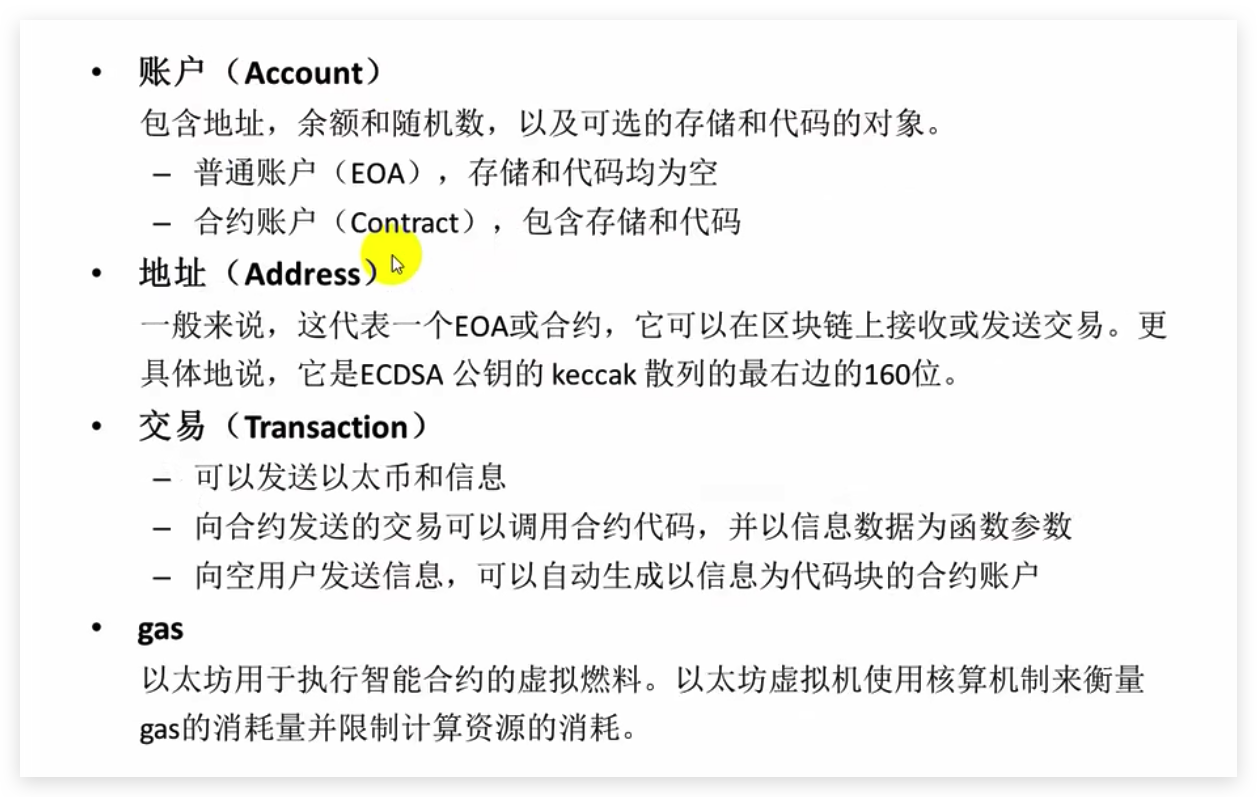 • 账户（Account）
包含地址，余额和随机数，以及可选的存储和代码的对象。
– 普通账户（EOA），存储和代码均为空
– 合约账户（Contract），包含存储和代码
• 地址（Address）
一般来说，这代表一个EOA或合约，它可以在区块链上接收或发送交易。更
具体地说，它是ECDSA 公钥的 keccak 散列的最右边的160位。
• 交易（Transaction）
– 可以发送以太币和信息
– 向合约发送的交易可以调用合约代码，并以信息数据为函数参数
– 向空用户发送信息，可以自动生成以信息为代码块的合约账户
• gas
以太坊用于执行智能合约的虚拟燃料。以太坊虚拟机使用核算机制来衡量
gas的消耗量并限制计算资源的消耗。